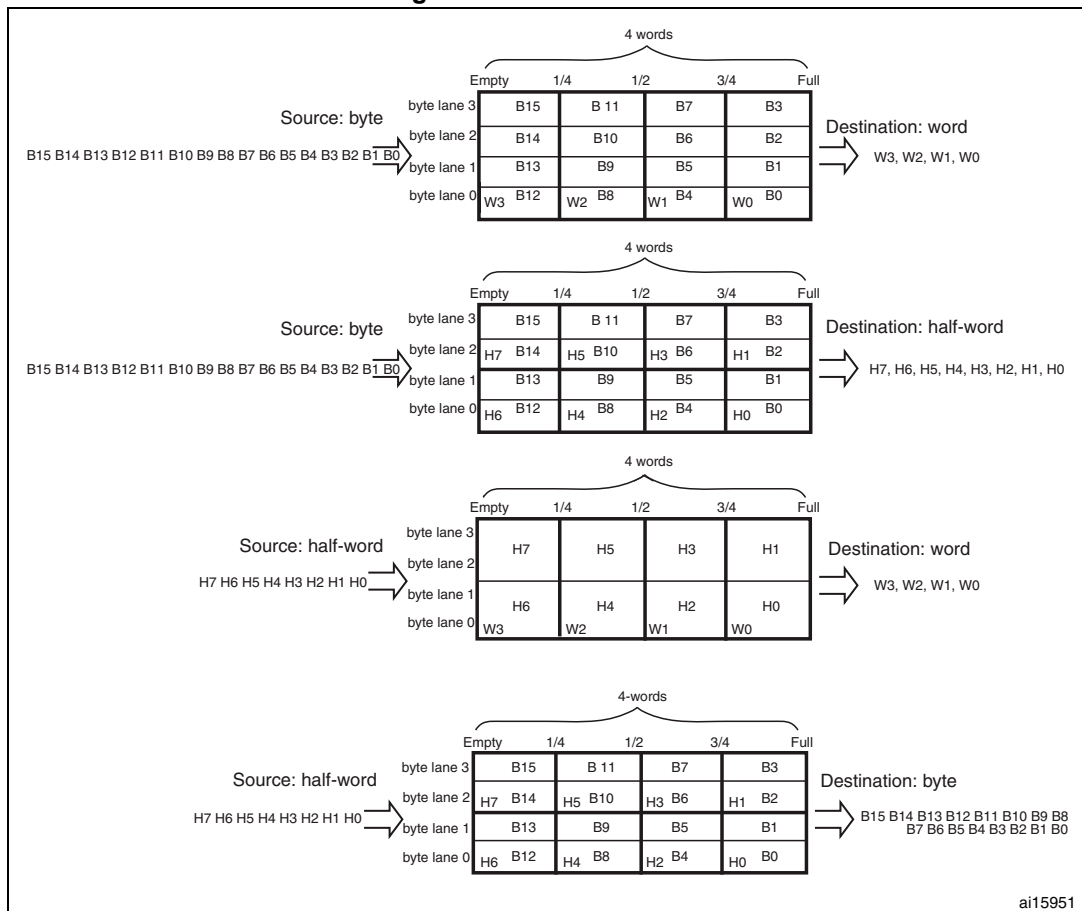 4 words
Empty 1/4 1/2 3/4 Full
Source: byte
B15 B14 B13 B12 B11 B10 B9 B8 B7 B6 B5 B4 B3 B2 B1 B0
byte lane 3 B15 B 11 B7 B3
byte lane 2 B14 B10 B6 B2
byte lane 1 B13 B9 B5 B1
byte lane 0 W3 B12 W2 B8 W1 B4 W0 B0
Destination: word
W3, W2, W1, W0
4 words
Empty 1/4 1/2 3/4 Full
Source: byte
B15 B14 B13 B12 B11 B10 B9 B8 B7 B6 B5 B4 B3 B2 B1 B0
byte lane 3 B15 B 11 B7 B3
byte lane 2 H7 B14 H5 B10 H3 B6 H1 B2
byte lane 1 B13 B9 B5 B1
byte lane 0 H6 B12 H4 B8 H2 B4 H0 B0
Destination: half-word
H7, H6, H5, H4, H3, H2, H1, H0
4 words
Empty 1/4 1/2 3/4 Full
Source: half-word
H7 H6 H5 H4 H3 H2 H1 H0
byte lane 3
H7 H5 H3 H1
byte lane 2
byte lane 1
H6 H4 H2 H0
byte lane 0 W3 W2 W1 W0
Destination: word
W3, W2, W1, W0
4-words
Empty 1/4 1/2 3/4 Full
Source: half-word
H7 H6 H5 H4 H3 H2 H1 H0
byte lane 3 B15 B 11 B7 B3
byte lane 2 H7 B14 H5 B10 H3 B6 H1 B2
byte lane 1 B13 B9 B5 B1
byte lane 0 H6 B12 H4 B8 H2 B4 H0 B0
Destination: byte
B15 B14 B13 B12 B11 B10 B9 B8
B7 B6 B5 B4 B3 B2 B1 B0
ai15951